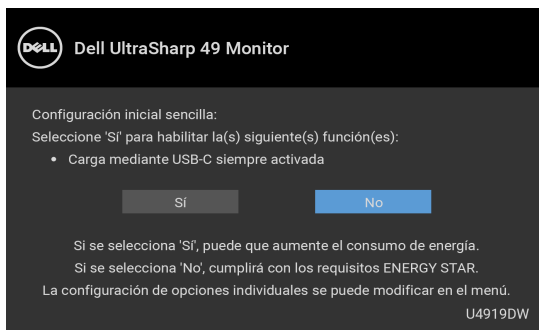 DELL
Dell UltraSharp 49 Monitor
Configuración inicial sencilla:
Seleccione 'Sí' para habilitar la(s) siguiente(s) función(es):
• Carga mediante USB-C siempre activada
Sí
No
Si se selecciona 'Sí', puede que aumente el consumo de energía.
Si se selecciona 'No', cumplirá con los requisitos ENERGY STAR.
La configuración de opciones individuales se puede modificar en el menú.
U4919DW